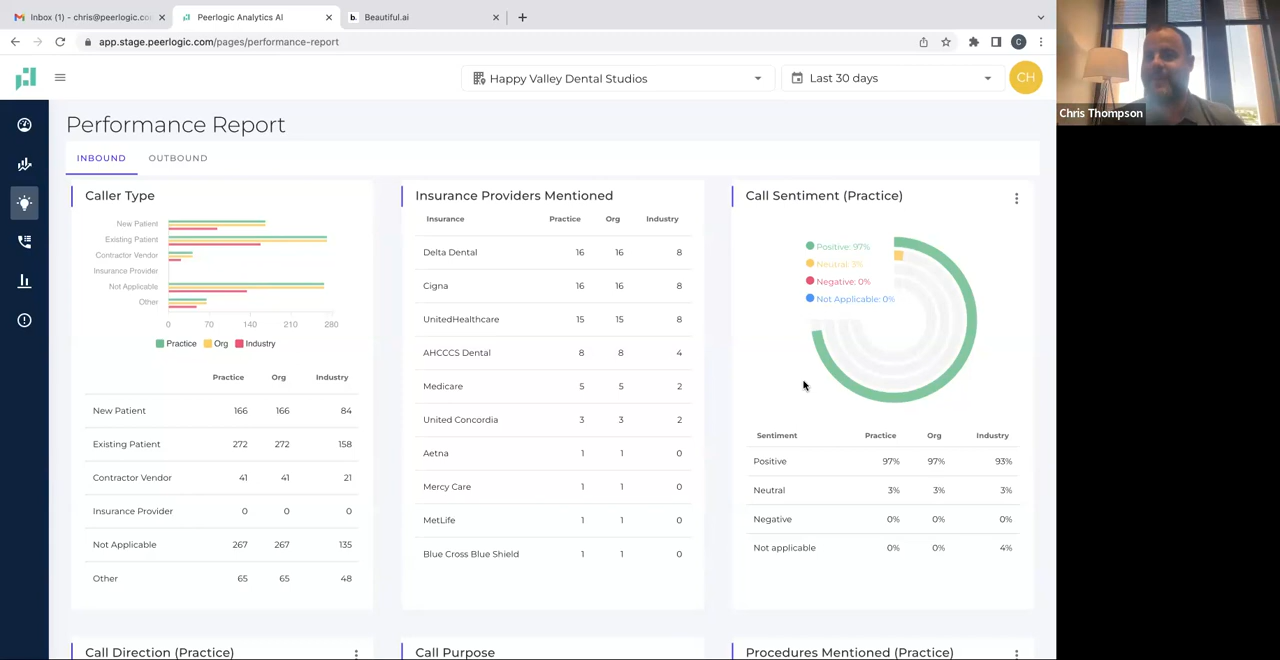 Inbox (1) - chris@peerlogic.co
Peerlogic Analytics AI
b. Beautiful.ai
app.stage.peerlogic.com/pages/performance-report
C
Happy Valley Dental Studios
Last 30 days
CH
Chris Thompson
Performance Report
INBOUND OUTBOUND
Caller Type
New Patient
Existing Patient
Contractor Vendor
Insurance Provider
Not Applicable
Other
0 70 140 210 280
Practice Org Industry
Practice Org Industry
New Patient 166 166 84
Existing Patient 272 272 158
Contractor Vendor 41 41 21
Insurance Provider 0 0 0
Not Applicable 267 267 135
Other 65 65 48
Insurance Providers Mentioned
Insurance Practice Org Industry
Delta Dental 16 16 8
Cigna 16 16 8
UnitedHealthcare 15 15 8
AHCCCS Dental 8 8 4
Medicare 5 5 2
United Concordia 3 3 2
Aetna 1 1 0
Mercy Care 1 1 0
MetLife 1 1 0
Blue Cross Blue Shield 1 1 0
Call Sentiment (Practice)
Positive: 97%
Neutral: 3%
Negative: 0%
Not Applicable: 0%
Sentiment Practice Org Industry
Positive 97% 97% 93%
Neutral 3% 3% 3%
Negative 0% 0% 0%
Not applicable 0% 0% 4%
Call Direction (Practice)
Call Purpose
Procedures Mentioned (Practice)